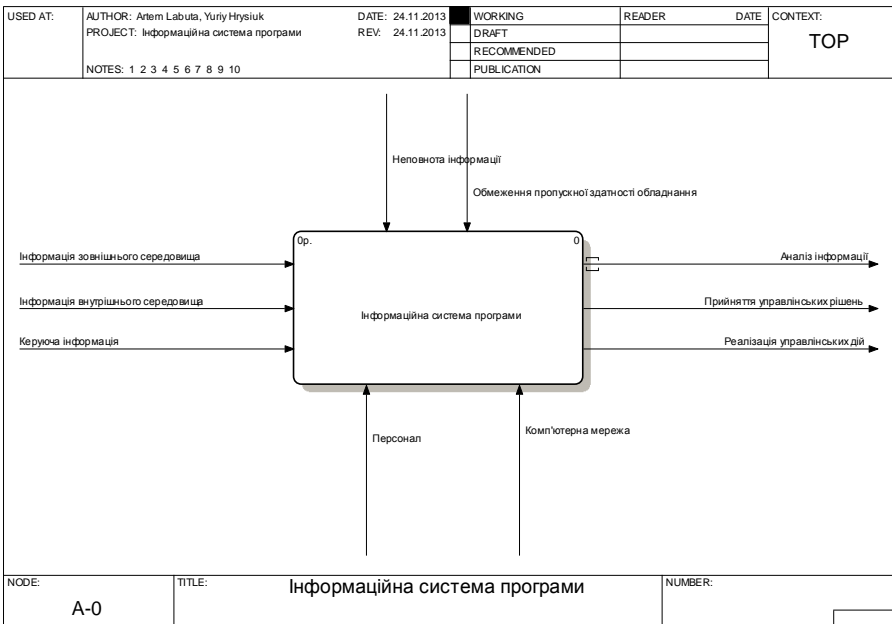 USED AT:
AUTHOR: Artem Labuta, Yuriy Hrysiuk
DATE: 24.11.2013
PROJECT: Інформаційна система програми
REV: 24.11.2013
NOTES: 1 2 3 4 5 6 7 8 9 10
WORKING
DRAFT
RECOMMENDED
PUBLICATION
READER DATE
CONTEXT:
TOP
Неповнота інформації
Обмеження пропускної здатності обладнання
0р. 0
Інформація зовнішнього середовища
Інформація внутрішнього середовища
Керуюча інформація
Інформаційна система програми
Аналіз інформації
Прийняття управлінських рішень
Реалізація управлінських дій
Персонал
Комп'ютерна мережа
NODE:
A-0
TITLE:
Інформаційна система програми
NUMBER: